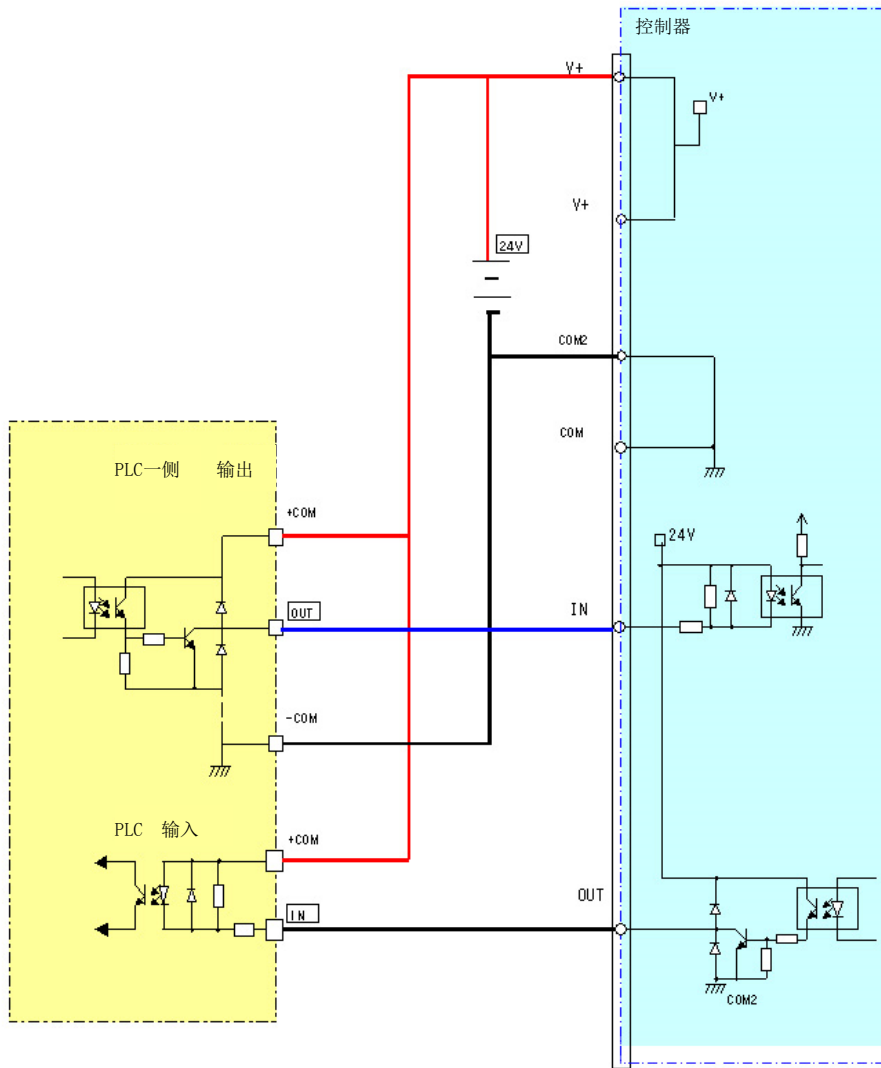 控制器
V+
V+
V+
24V
COM2
COM
PLC一侧 输出
+COM
24V
OUT
IN
-COM
PLC 输入
+COM
OUT
IN
COM2